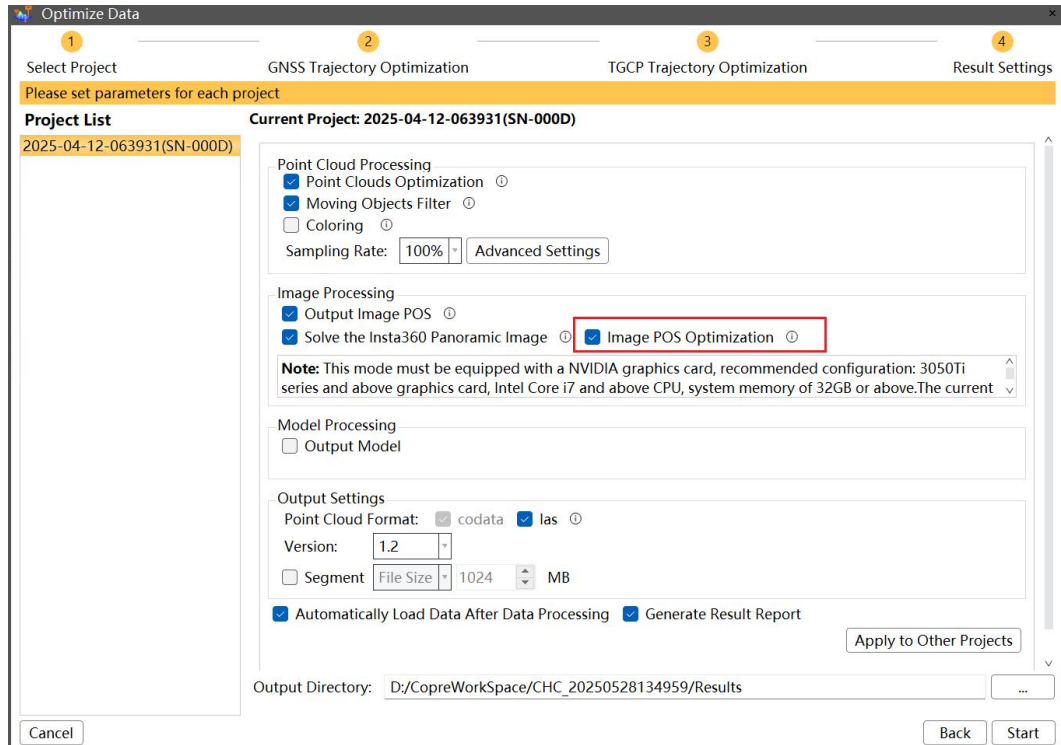 Optimize Data
×
1
2
3
4
Select Project
GNSS Trajectory Optimization
TGCP Trajectory Optimization
Result Settings
Please set parameters for each project
Project List
Current Project: 2025-04-12-063931(SN-000D)
2025-04-12-063931(SN-000D)
Point Cloud Processing
Point Clouds Optimization
Moving Objects Filter
Coloring
Sampling Rate: 100% Advanced Settings
Image Processing
Output Image POS
Solve the Insta360 Panoramic Image Image POS Optimization
Note: This mode must be equipped with a NVIDIA graphics card, recommended configuration: 3050Ti
series and above graphics card, Intel Core i7 and above CPU, system memory of 32GB or above.The current
Model Processing
Output Model
Output Settings
Point Cloud Format: codata las
Version: 1.2
Segment File Size 1024 MB
Automatically Load Data After Data Processing Generate Result Report
Apply to Other Projects
Output Directory: D:/CopreWorkSpace/CHC_20250528134959/Results ...
Cancel
Back Start